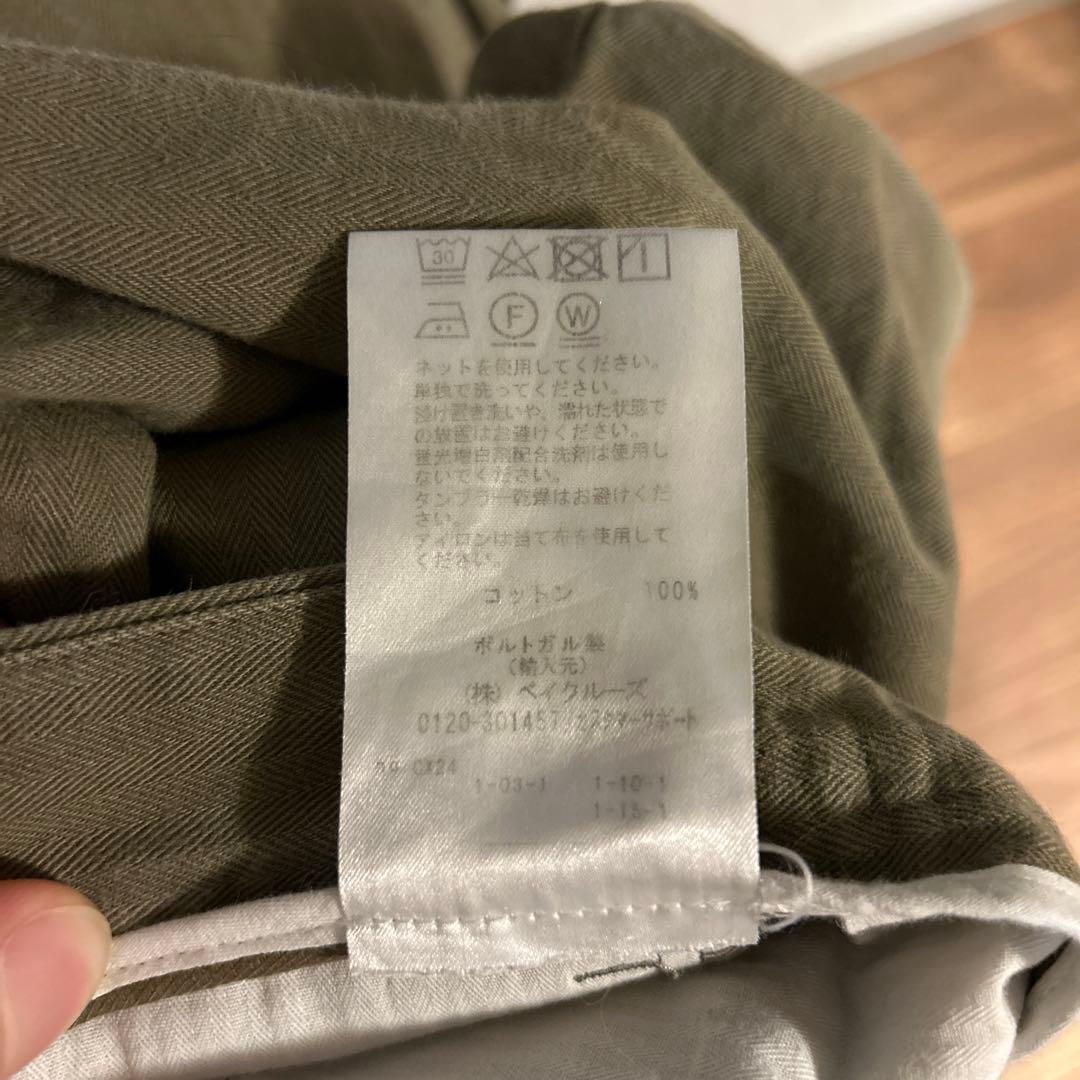 30
F W
ネットを使用してください。
単独で洗ってください。
浸け置き洗いや、濡れた状態で
の放置はお避けください。
蛍光増白剤配合洗剤は使用し
ないでください。
タンブラー乾燥はお避けくだ
さい。
アイロンは当て布を使用して
ください。
コットン 100%
ポルトガル製
(輸入元)
(株) ベイクルーズ
0120-301457 カスタマーサポート
CX24
1-03-1 1-10-1
1-15-1